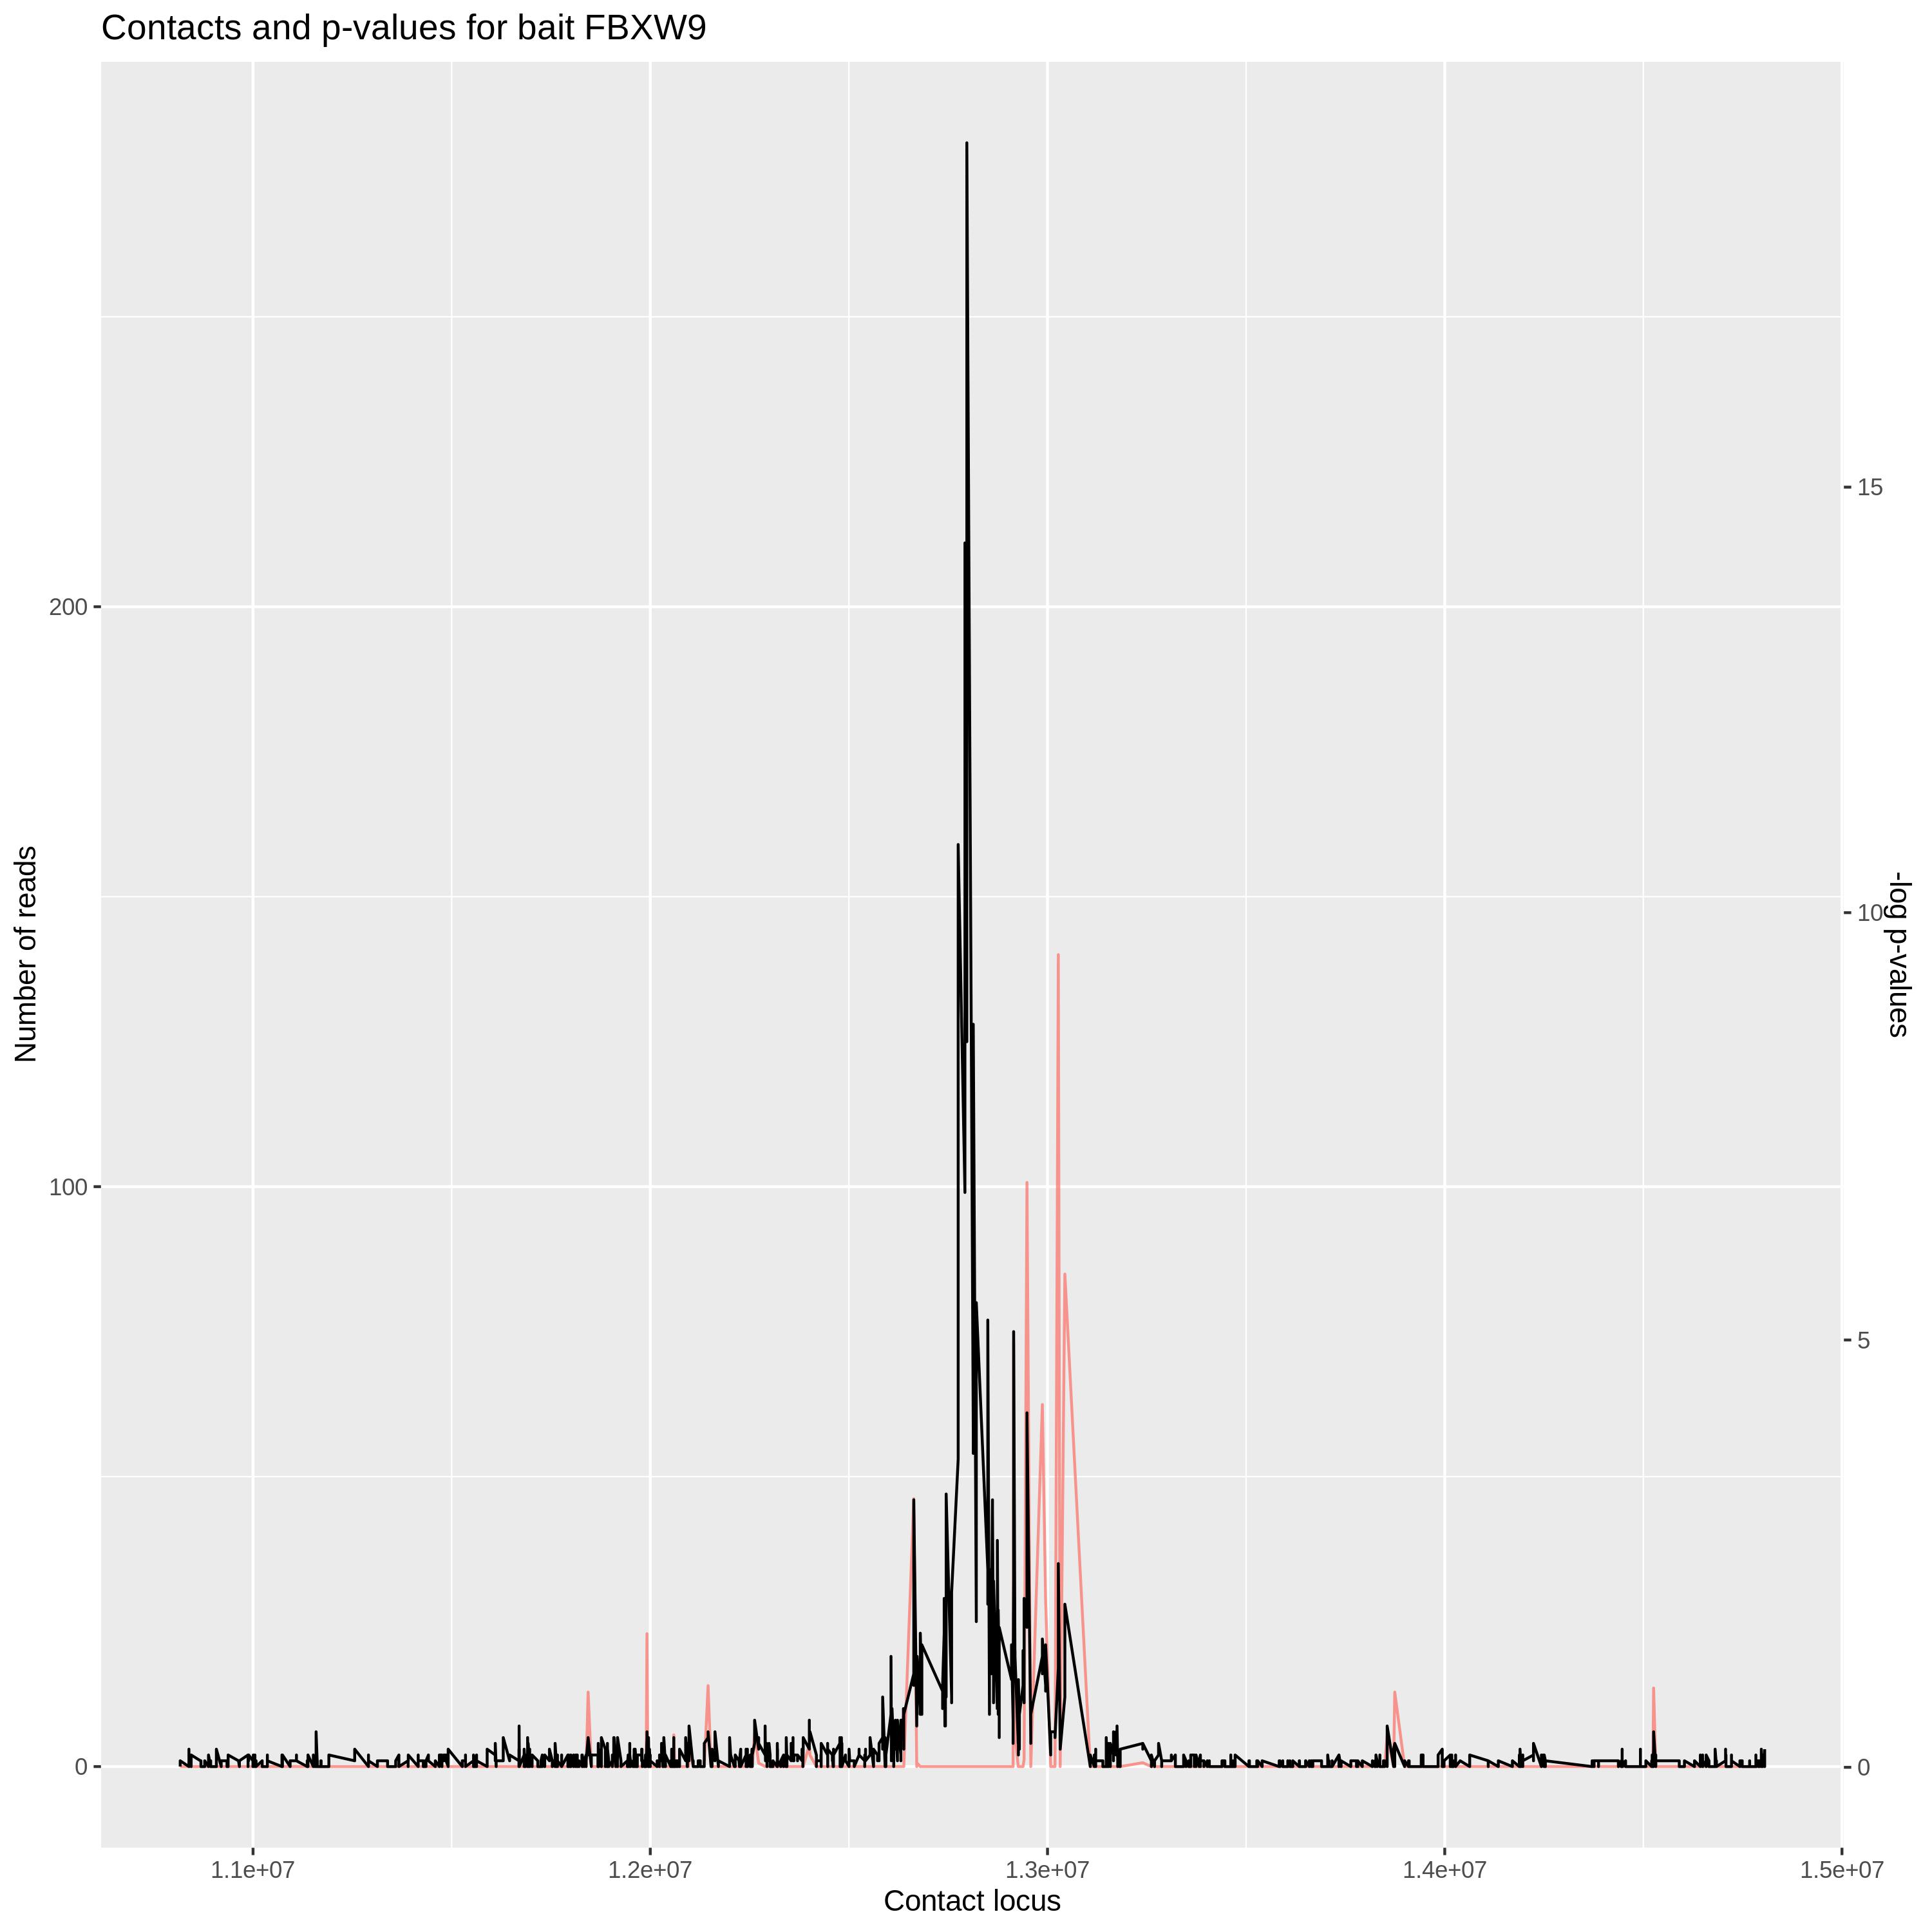 Contacts and p-values for bait FBXW9
Number of reads
200
100
0
15
10
5
0
-log p-values
1.1e+07
1.2e+07
1.3e+07
1.4e+07
1.5e+07
Contact locus